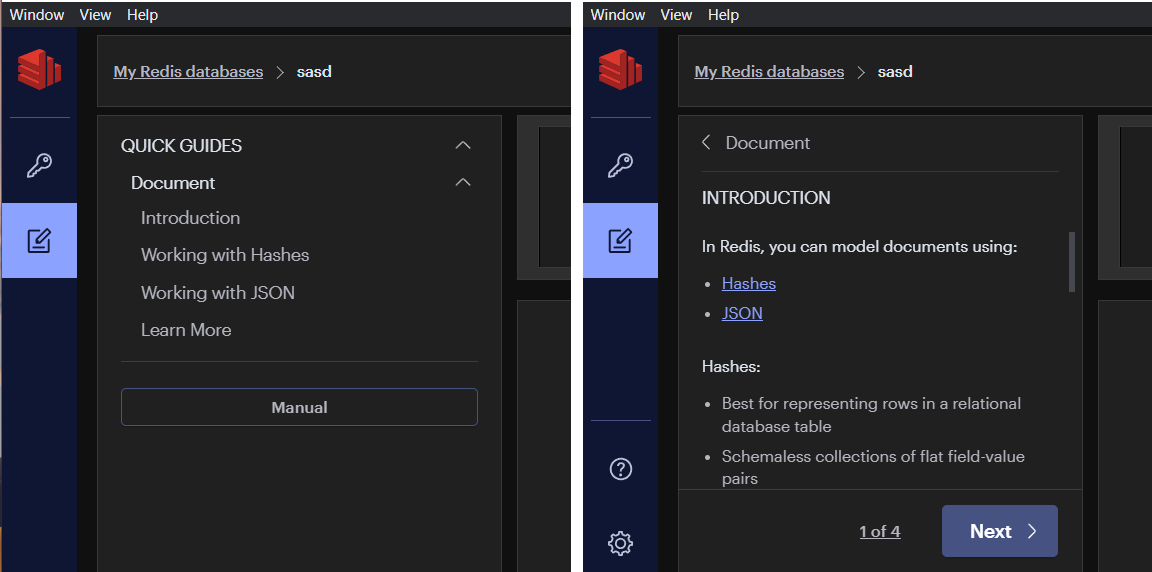 Window View Help
My Redis databases > sasd
QUICK GUIDES
Document
Introduction
Working with Hashes
Working with JSON
Learn More
Manual
Window View Help
My Redis databases > sasd
Document
INTRODUCTION
In Redis, you can model documents using:
• Hashes
• JSON
Hashes:
• Best for representing rows in a relational
database table
• Schemaless collections of flat field-value
pairs
1 of 4
Next >